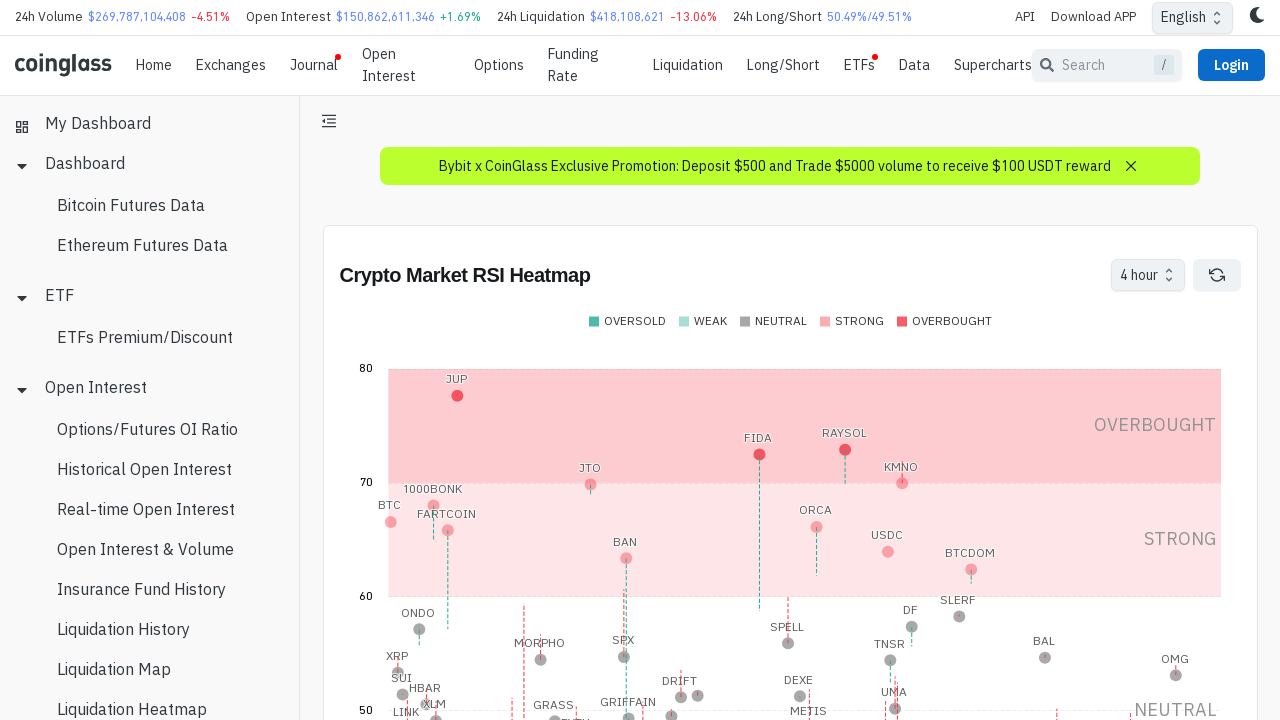 24h Volume $269,787,104,408 -4.51% Open Interest $150,862,611,346 +1.69% 24h Liquidation $418,108,621 -13.06% 24h Long/Short 50.49%/49.51% API Download APP English
coinglass Home Exchanges Journal Open Interest Options Funding Rate Liquidation Long/Short ETFs Data Supercharts Search / Login
My Dashboard
Dashboard
Bitcoin Futures Data
Ethereum Futures Data
ETF
ETFs Premium/Discount
Open Interest
Options/Futures OI Ratio
Historical Open Interest
Real-time Open Interest
Open Interest & Volume
Insurance Fund History
Liquidation History
Liquidation Map
Liquidation Heatmap
Bybit x CoinGlass Exclusive Promotion: Deposit $500 and Trade $5000 volume to receive $100 USDT reward
Crypto Market RSI Heatmap 4 hour
OVERSOLD WEAK NEUTRAL STRONG OVERBOUGHT
80
JUP
OVERBOUGHT
FIDA RAYSOL
JTO KMNO
70
1000BONK
BTC FARTCOIN ORCA
USDC STRONG
BAN BTCDOM
60
SLERF
ONDO DF
SPELL
MORPHO SPX TNSR BAL
XRP OMG
SUI DRIFT DEXE
HBAR UMA
XLM GRASS GRIFFAIN
LINK METIS NEUTRAL
50